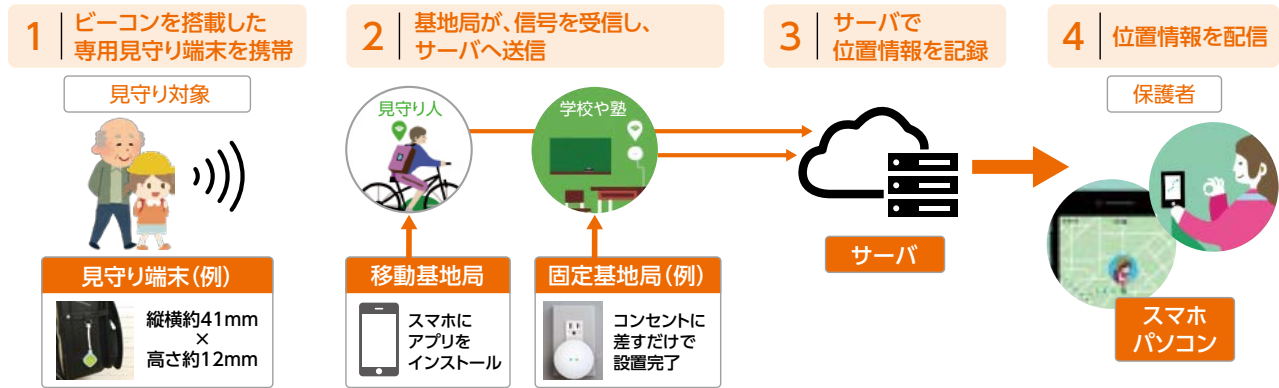 1
ビーコンを搭載した
専用見守り端末を携帯
見守り対象
見守り端末(例)
縦横約41mm
×
高さ約12mm
2
基地局が、信号を受信し、
サーバへ送信
見守り人
学校や塾
移動基地局
スマホに
アプリを
インストール
固定基地局(例)
コンセントに
差すだけで
設置完了
3
サーバで
位置情報を記録
サーバ
4
位置情報を配信
保護者
スマホ
パソコン